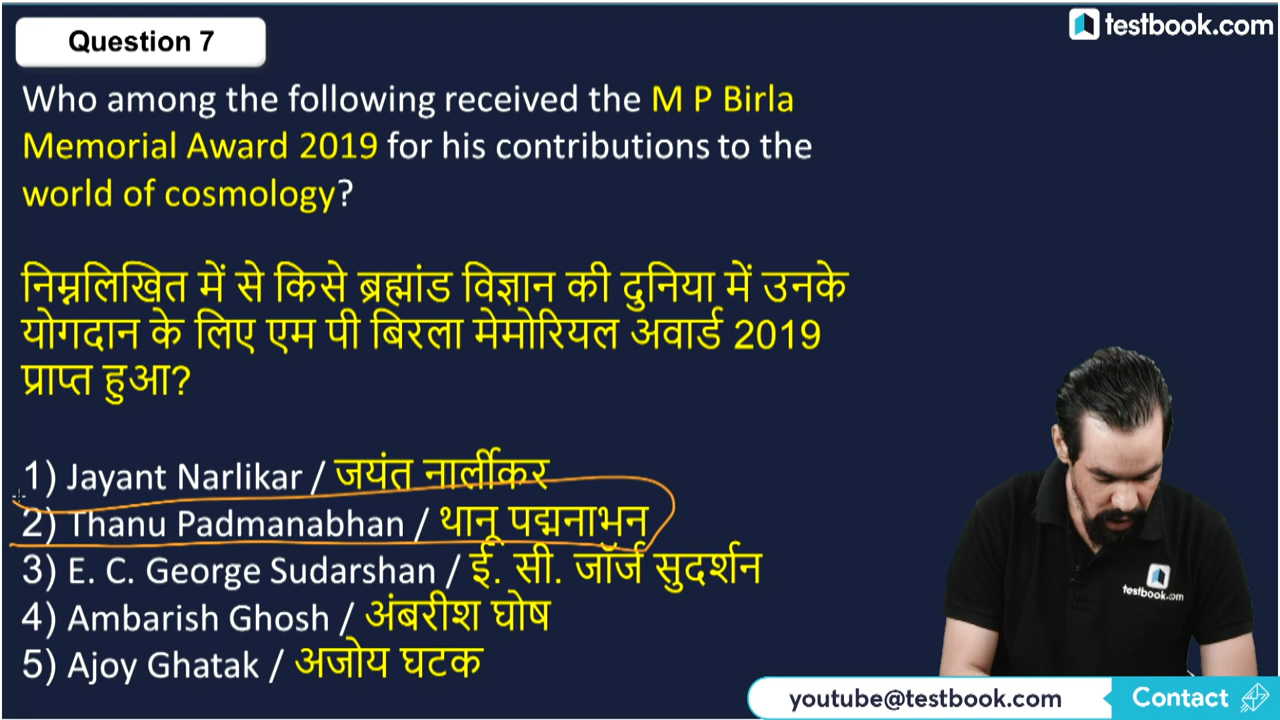 Question 7
testbook.com
Who among the following received the M P Birla
Memorial Award 2019 for his contributions to the
world of cosmology?
निम्नलिखित में से किसे ब्रह्मांड विज्ञान की दुनिया में उनके
योगदान के लिए एम पी बिरला मेमोरियल अवार्ड 2019
प्राप्त हुआ?
1) Jayant Narlikar / जयंत नार्लीकर
2) Thanu Padmanabhan / थानू पद्मनाभन
3) E. C. George Sudarshan / ई. सी. जॉर्ज सुदर्शन
4) Ambarish Ghosh / अंबरीश घोष
5) Ajoy Ghatak / अजोय घटक
testbook.com
youtube@testbook.com
Contact